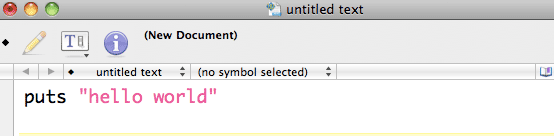 untitled text
(New Document)
untitled text (no symbol selected)
puts "hello world"